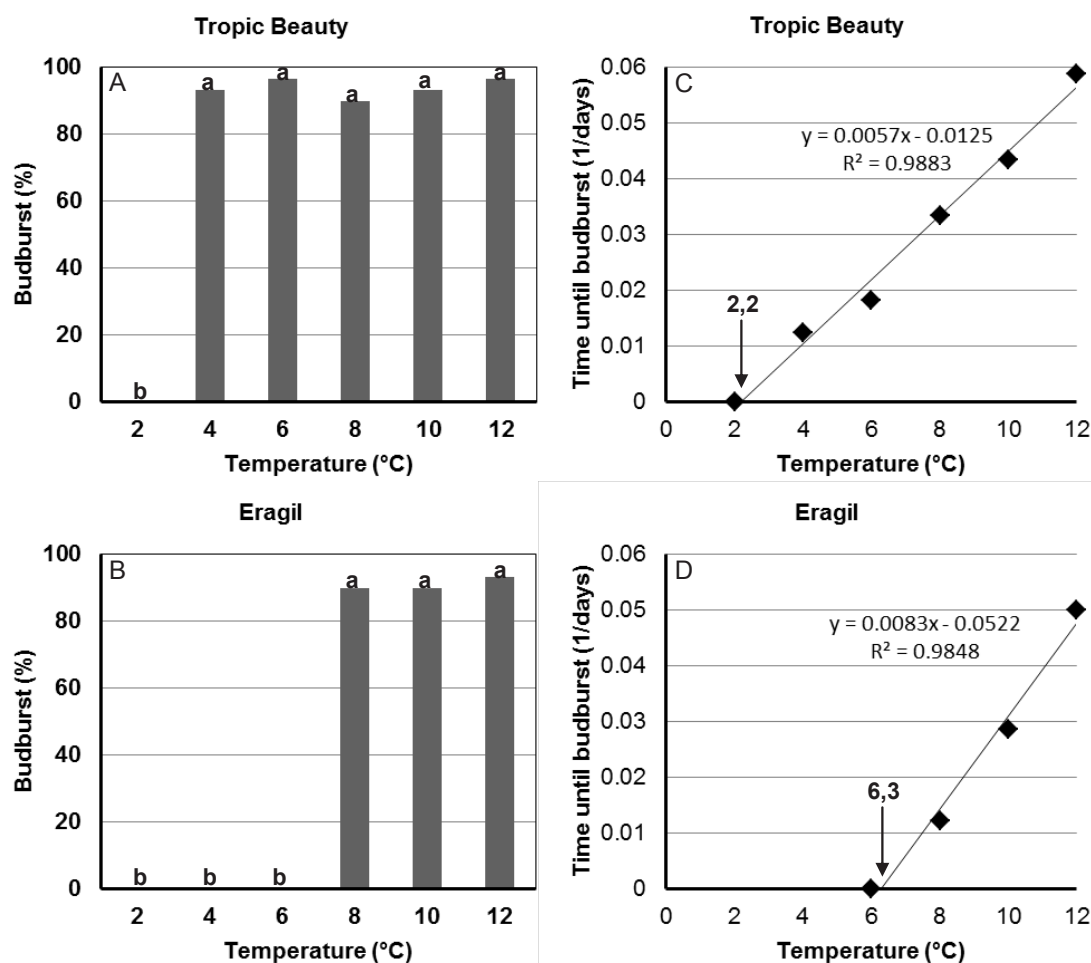 Tropic Beauty
A
Budburst (%)
100
80
60
40
20
0
b
a
a
a
a
a
2 4 6 8 10 12
Temperature (°C)
Tropic Beauty
C
Time until budburst (1/days)
0.06
0.05
0.04
0.03
0.02
0.01
0
y = 0.0057x - 0.0125
R² = 0.9883
2,2
0 2 4 6 8 10 12
Temperature (°C)
Eragil
B
Budburst (%)
100
80
60
40
20
0
b
b
b
a
a
a
2 4 6 8 10 12
Temperature (°C)
Eragil
D
Time until budburst (1/days)
0.06
0.05
0.04
0.03
0.02
0.01
0
y = 0.0083x - 0.0522
R² = 0.9848
6,3
0 2 4 6 8 10 12
Temperature (°C)